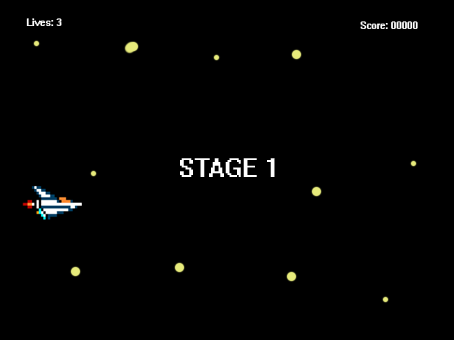 Lives: 3
Score: 00000
STAGE 1